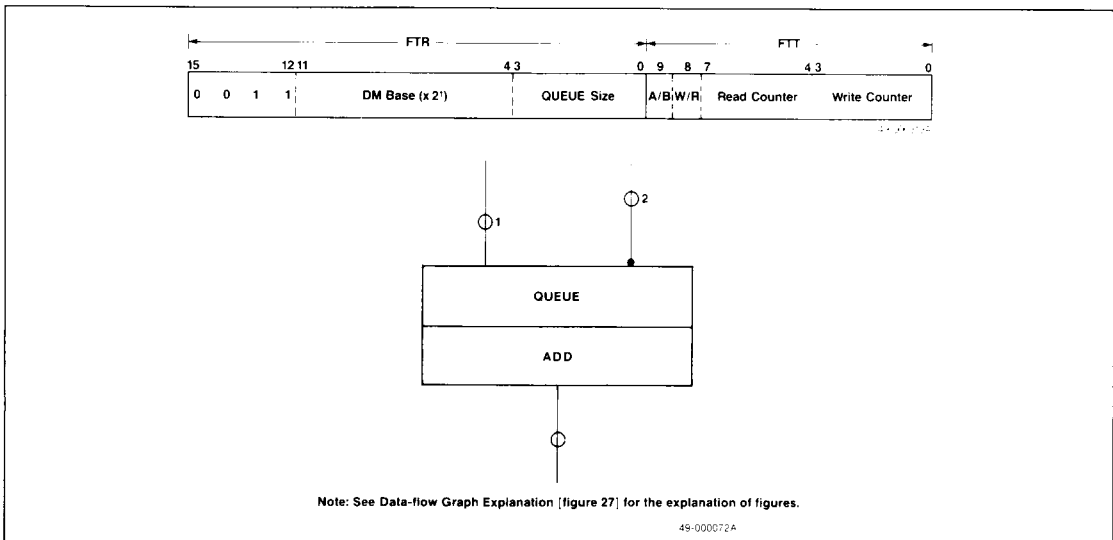 FTR FTT
15 12 11 4 3 0 9 8 7 4 3 0
0 0 1 1 DM Base (x 2¹) QUEUE Size A/B W/R Read Counter Write Counter
1 2
QUEUE
ADD
Note: See Data-flow Graph Explanation [figure 27] for the explanation of figures.
49-000072A